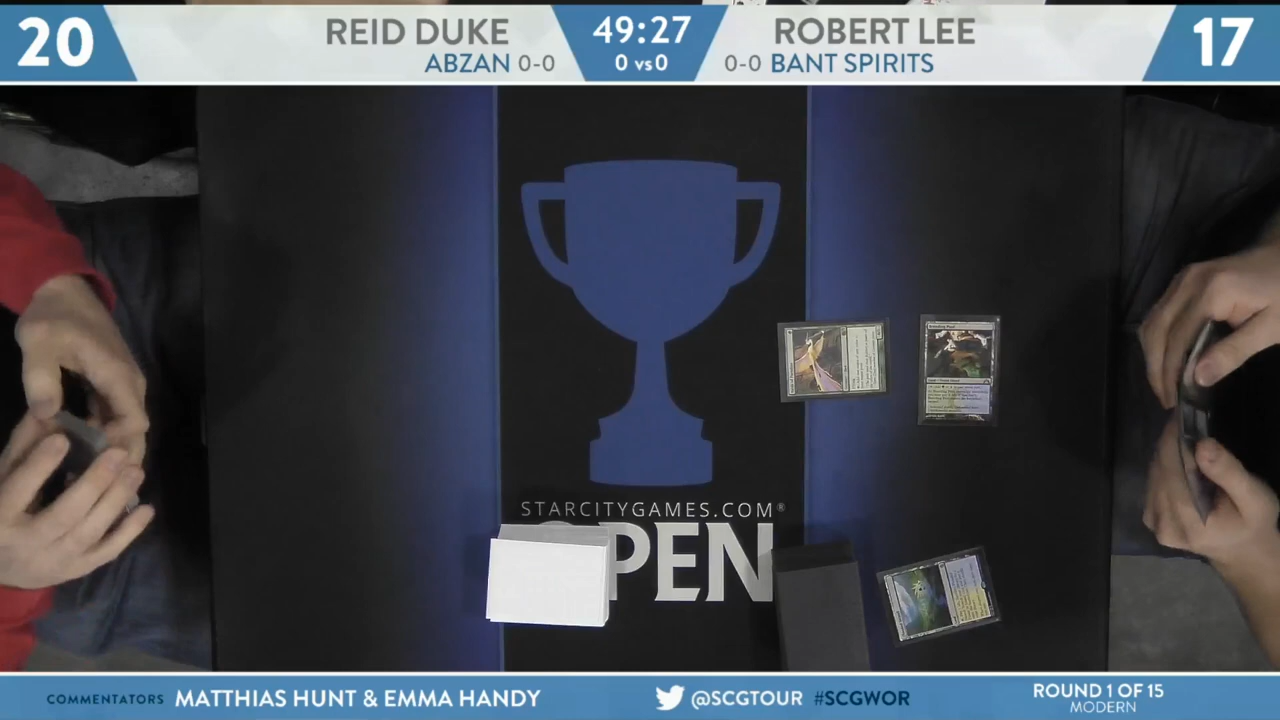 20
REID DUKE
ABZAN 0-0
49:27
0 vs 0
ROBERT LEE
0-0 BANT SPIRITS
17
STARCITYGAMES.COM®
OPEN
COMMENTATORS MATTHIAS HUNT & EMMA HANDY
@SCGTOUR #SCGWOR
ROUND 1 OF 15
MODERN